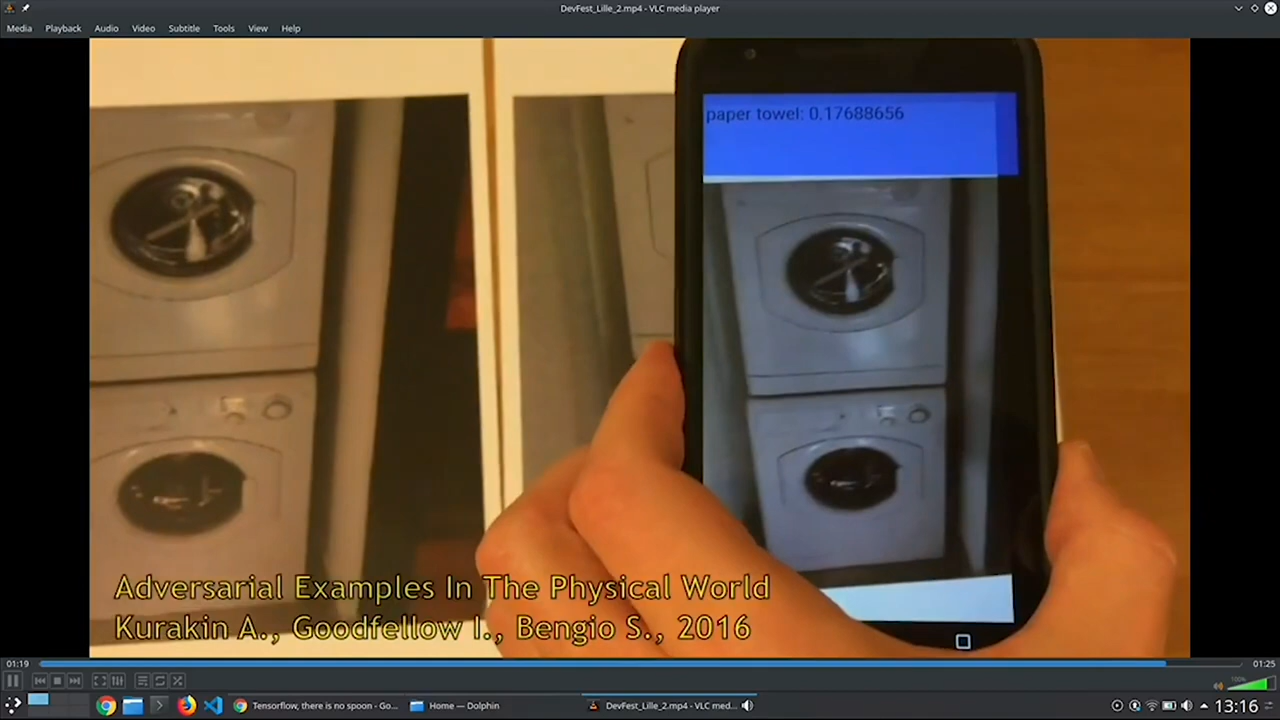 DevFest_Lille_2.mp4 - VLC media player
Media Playback Audio Video Subtitle Tools View Help
paper towel: 0.17688656
Adversarial Examples In The Physical World
Kurakin A., Goodfellow I., Bengio S., 2016
01:19
01:25
100%
Tensorflow, there is no spoon - Go...
Home — Dolphin
DevFest_Lille_2.mp4 - VLC med...
13:16